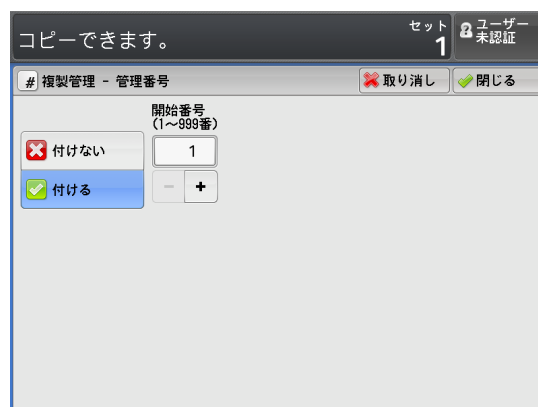 コピーできます。
セット
1
ユーザー
未認証
# 複製管理 - 管理番号
取り消し
閉じる
開始番号
(1～999番)
付けない
1
付ける
- +